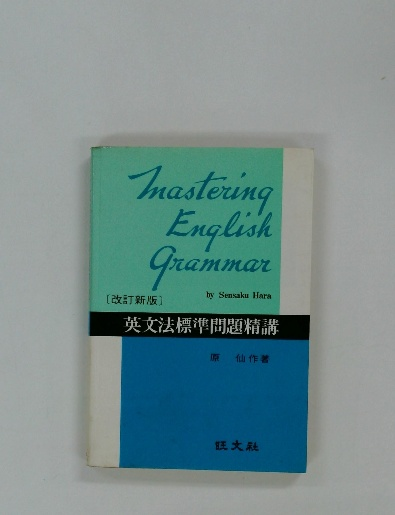 Mastering
English
Grammar
by Sensaku Hara
［改訂新版］
英文法標準問題精講
原 仙作著
旺文社